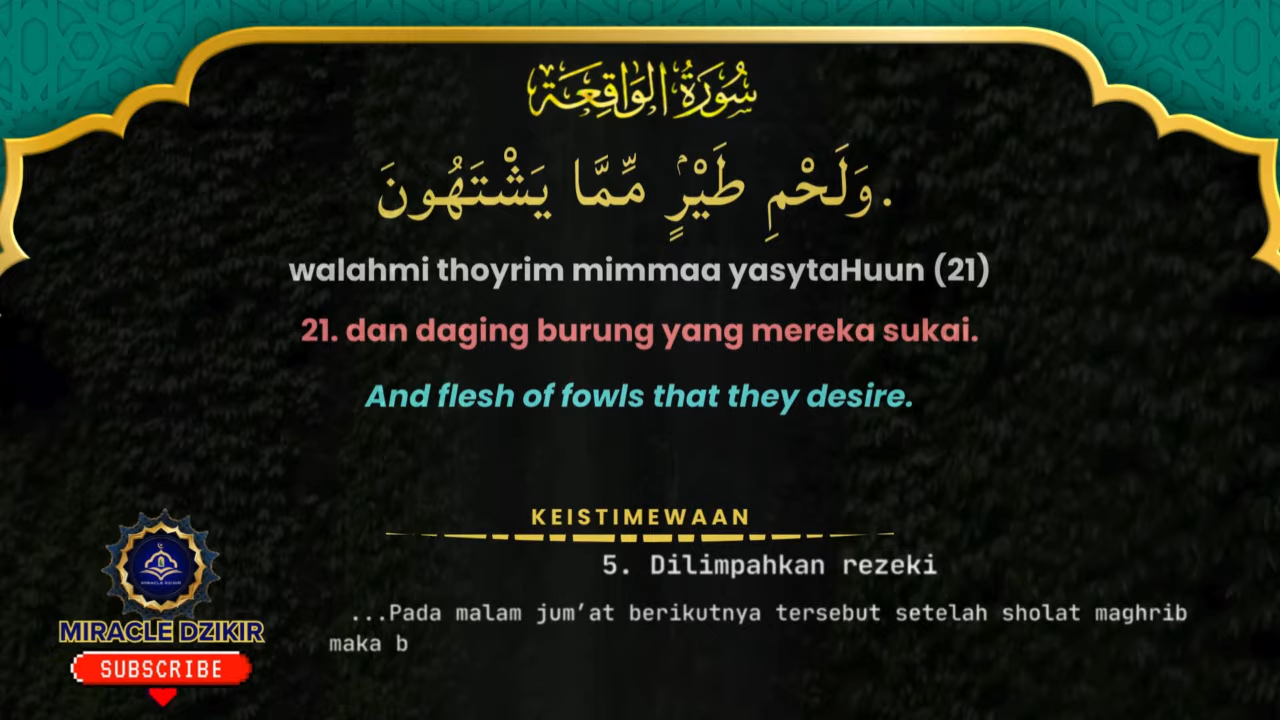 سُورَةُ الوَاقِعَة
وَلَحْمِ طَيْرٍۢ مِّمَّا يَشْتَهُونَ.
walahmi thoyrim mimmaa yasytaHuun (21)
21. dan daging burung yang mereka sukai.
And flesh of fowls that they desire.
KEISTIMEWAAN
5. Dilimpahkan rezeki
...Pada malam jum’at berikutnya tersebut setelah sholat maghrib
maka b
MIRACLE DZIKIR
MIRACLE DZIKIR
SUBSCRIBE